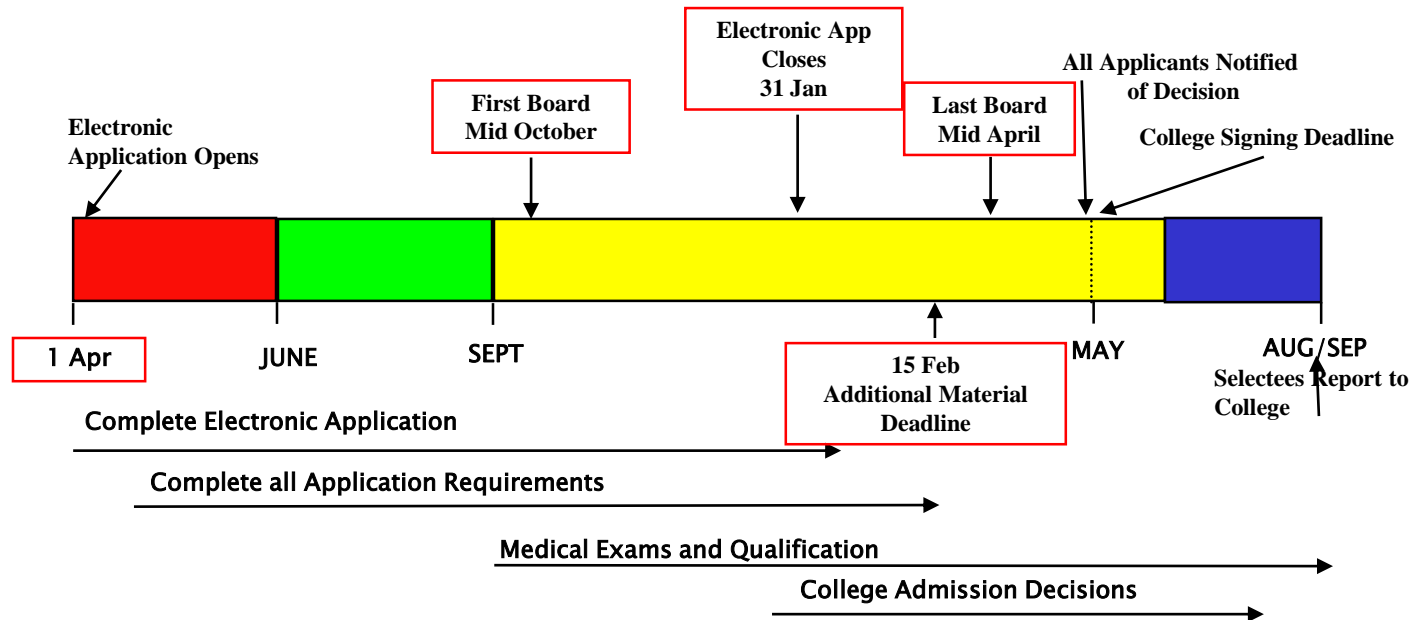 Electronic App
Closes
31 Jan
All Applicants Notified
of Decision
First Board
Mid October
Last Board
Mid April
Electronic
Application Opens
College Signing Deadline
1 Apr
JUNE
SEPT
MAY
AUG/SEP
15 Feb
Additional Material
Deadline
Selectees Report to
College
Complete Electronic Application
Complete all Application Requirements
Medical Exams and Qualification
College Admission Decisions